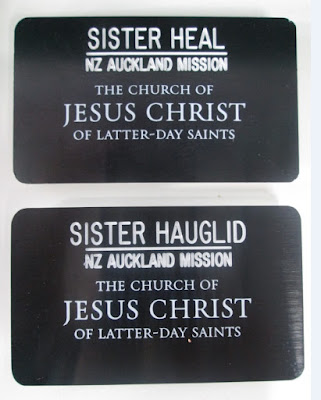 SISTER HEAL
NZ AUCKLAND MISSION
THE CHURCH OF
JESUS CHRIST
OF LATTER-DAY SAINTS
SISTER HAUGLID
NZ AUCKLAND MISSION
THE CHURCH OF
JESUS CHRIST
OF LATTER-DAY SAINTS